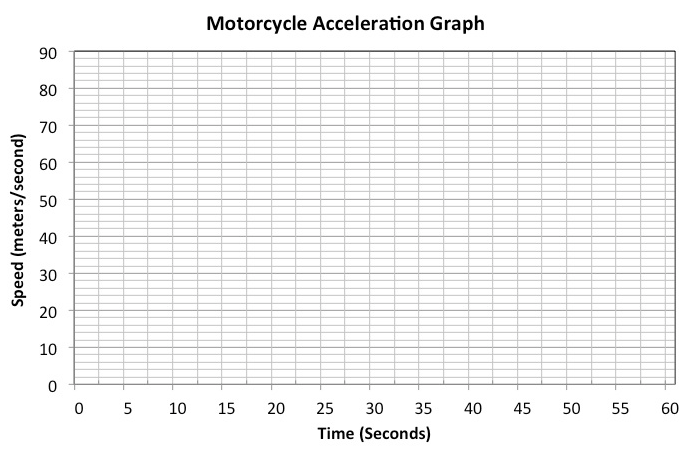 Motorcycle Acceleration Graph
90
80
70
60
50
40
30
20
10
0
Speed (meters/second)
0 5 10 15 20 25 30 35 40 45 50 55 60
Time (Seconds)